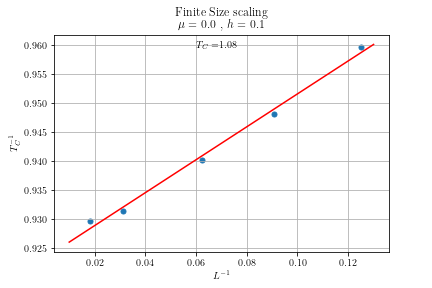 Finite Size scaling
μ = 0.0 , h = 0.1
T_C =1.08
0.960
0.955
0.950
0.945
0.940
0.935
0.930
0.925
T_C^{-1}
0.02 0.04 0.06 0.08 0.10 0.12
L^{-1}